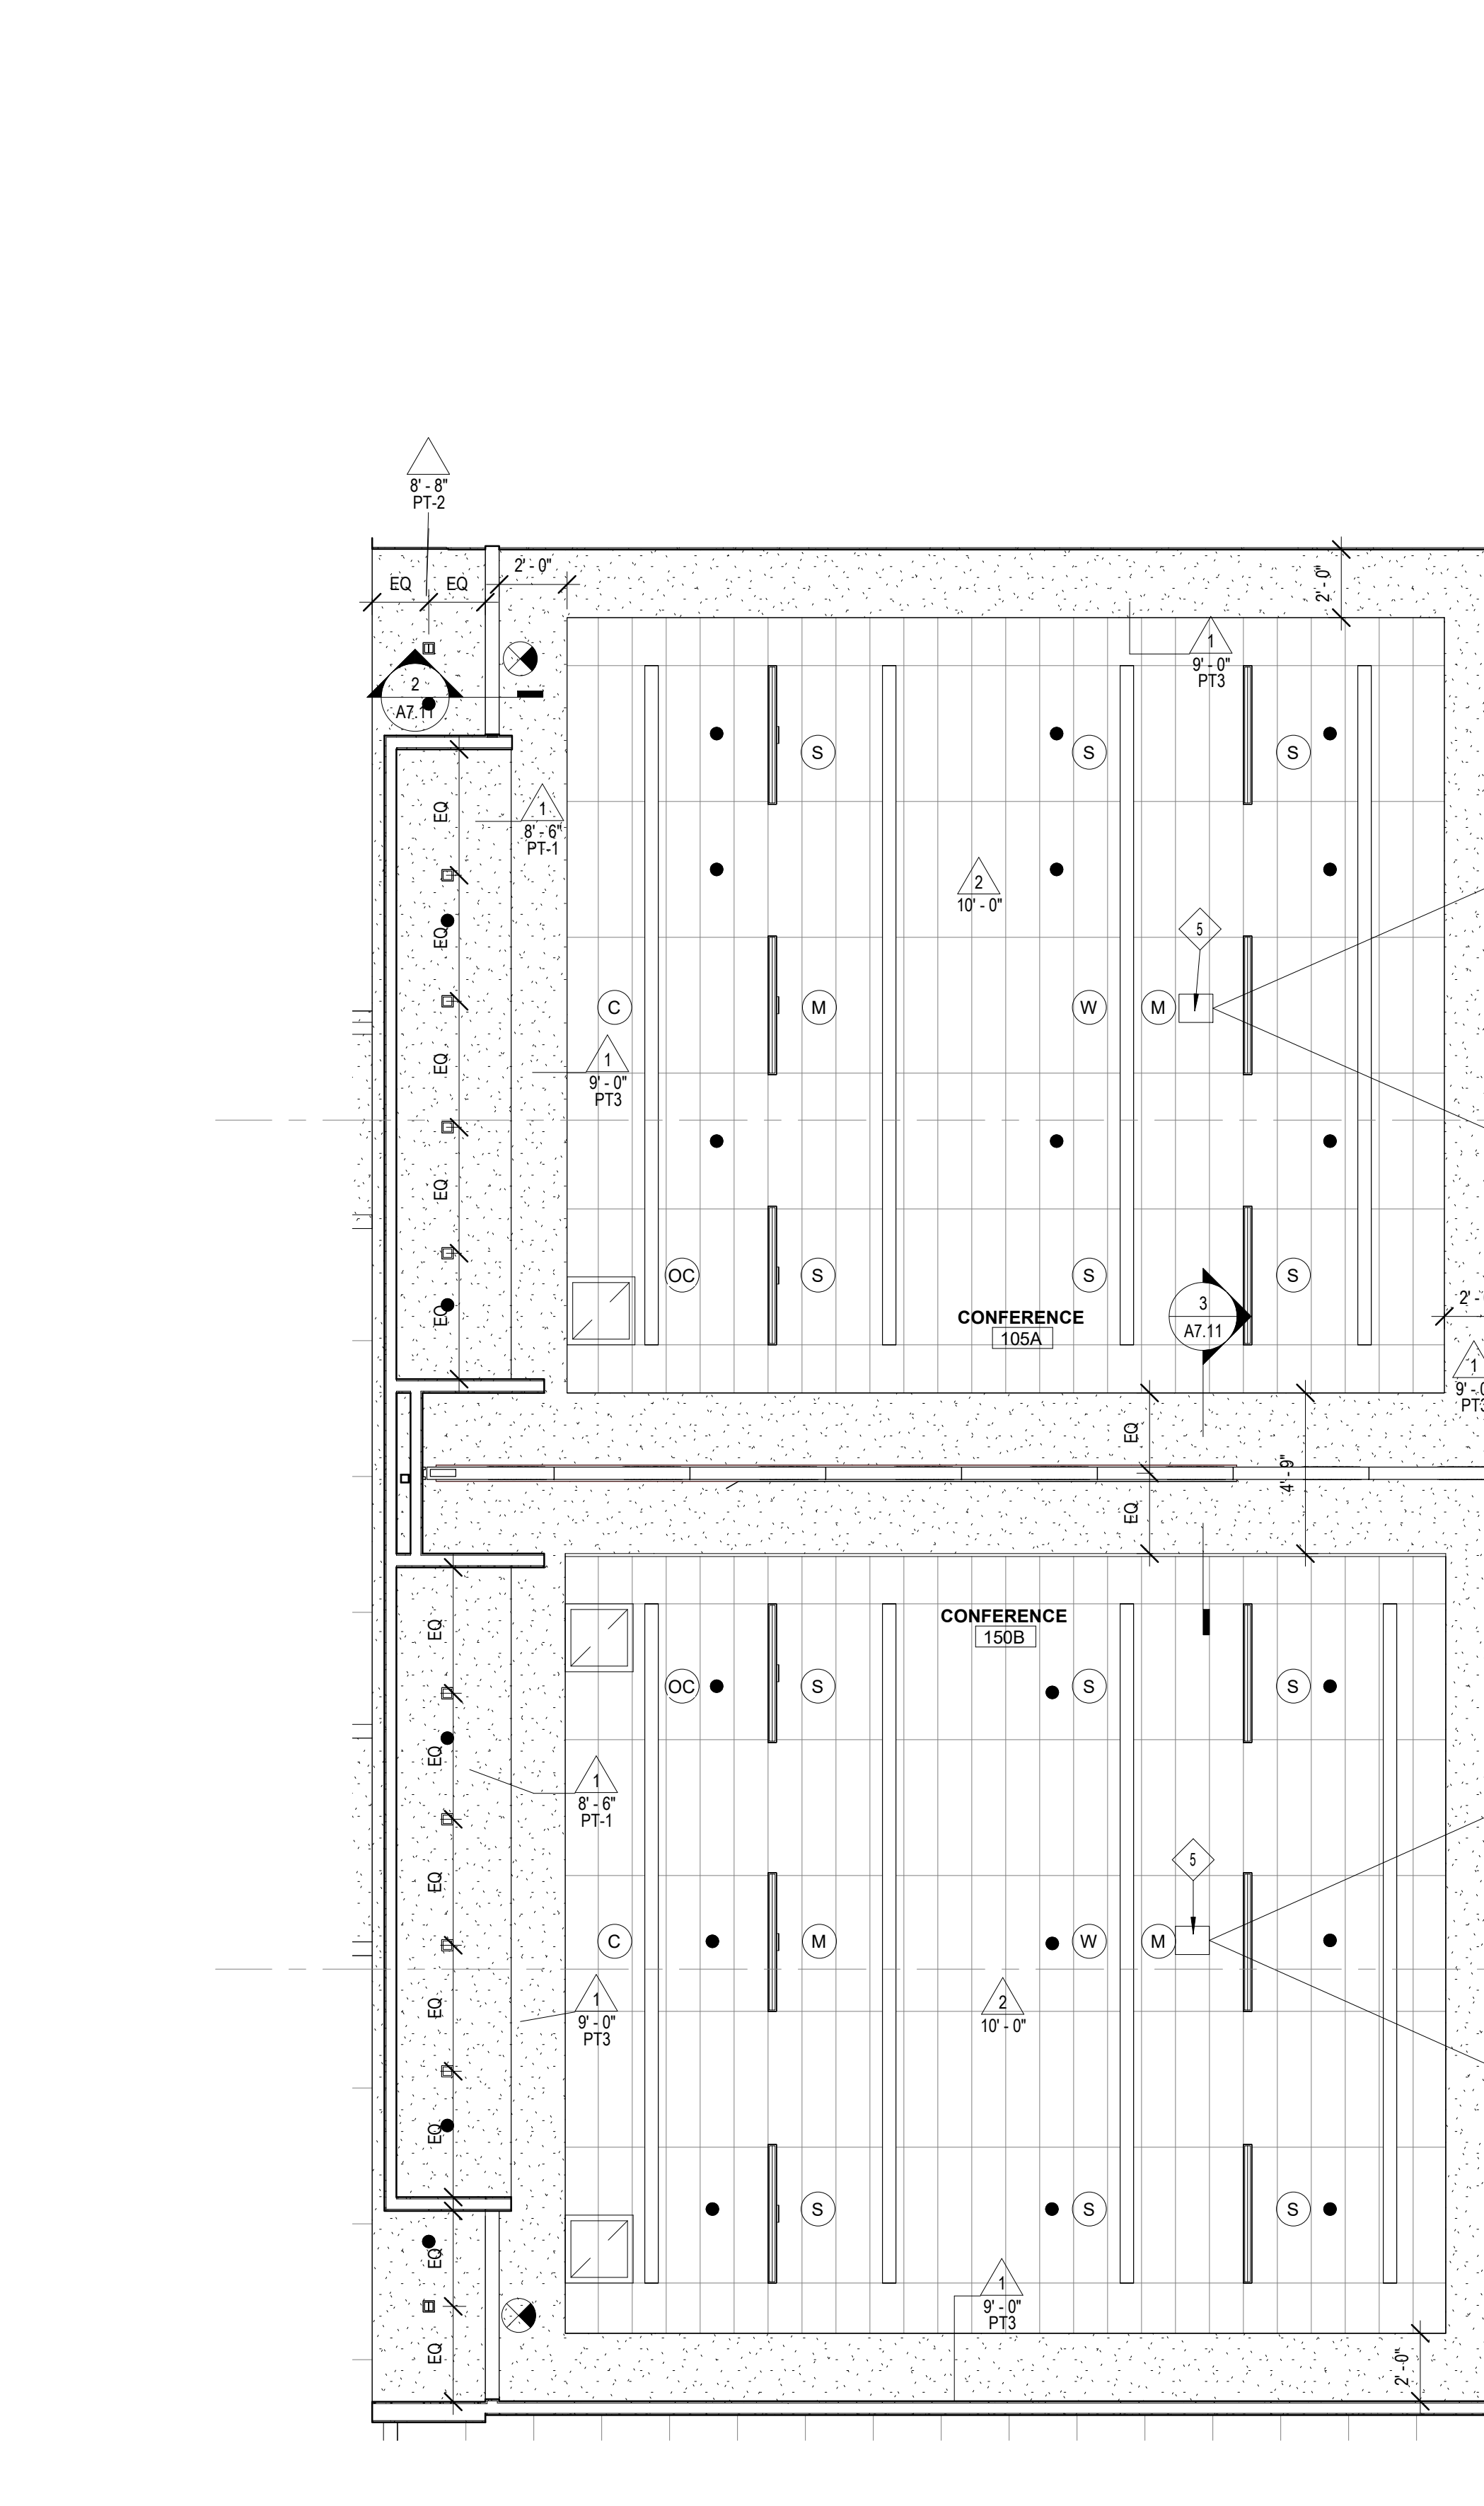 8' - 8"
PT-2
2' - 0"
EQ EQ
2' - 0"
1
9' - 0"
PT3
2
A7.11
S S S
EQ
1
8' - 6"
PT-1
2
10' - 0"
5
EQ
C M W M
EQ
1
9' - 0"
PT3
EQ
OC S S S
2' -
EQ
CONFERENCE
105A
3
A7.11
1
9' - 0
PT3
EQ
4' - 9"
EQ
CONFERENCE
150B
EQ
OC S S S
EQ
1
8' - 6"
PT-1
5
EQ
C M W M
EQ
1
9' - 0"
PT3
2
10' - 0"
EQ
S S S
EQ
1
9' - 0"
PT3
EQ
2' - 0"